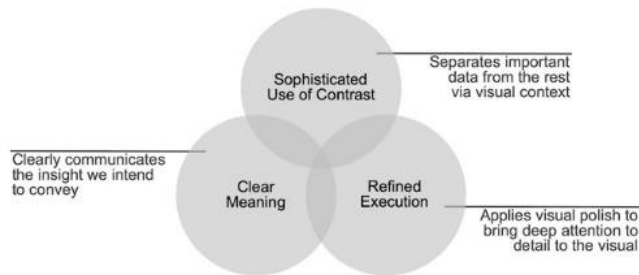 Sophisticated
Use of Contrast
Separates important
data from the rest
via visual context
Clearly communicates
the insight we intend
to convey
Clear
Meaning
Refined
Execution
Applies visual polish to
bring deep attention to
detail to the visual